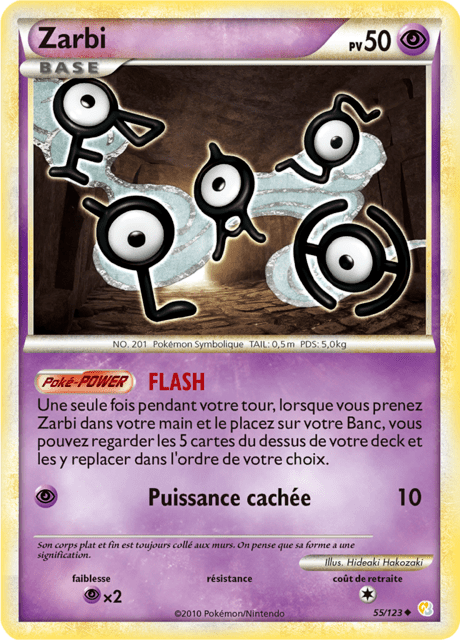 Zarbi
PV 50
BASE
NO. 201 Pokémon Symbolique TAIL: 0,5 m PDS: 5,0 kg
Poké-POWER FLASH
Une seule fois pendant votre tour, lorsque vous prenez
Zarbi dans votre main et le placez sur votre Banc, vous
pouvez regarder les 5 cartes du dessus de votre deck et
les y replacer dans l'ordre de votre choix.
Puissance cachée 10
Son corps plat et fin est toujours collé aux murs. On pense que sa forme a une
signification.
Illus. Hideaki Hakozaki
faiblesse résistance coût de retraite
×2
©2010 Pokémon/Nintendo 55/123